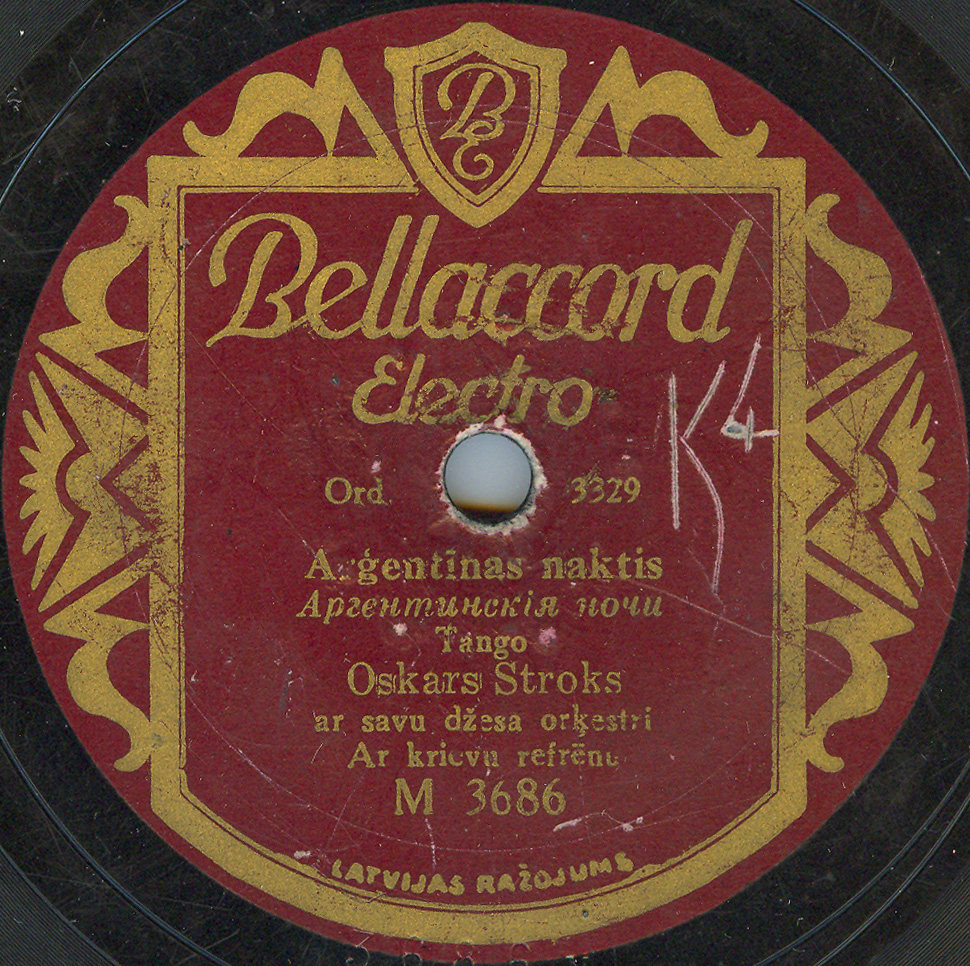 BE
Bellaccord
Electro
K4
Ord. 3329
Arģentīnas naktis
Аргентинскія ночи
Tango
Oskars Stroks
ar savu džesa orķestri
Ar krievu refrēnu
M 3686
LATVIJAS RAŽOJUMS